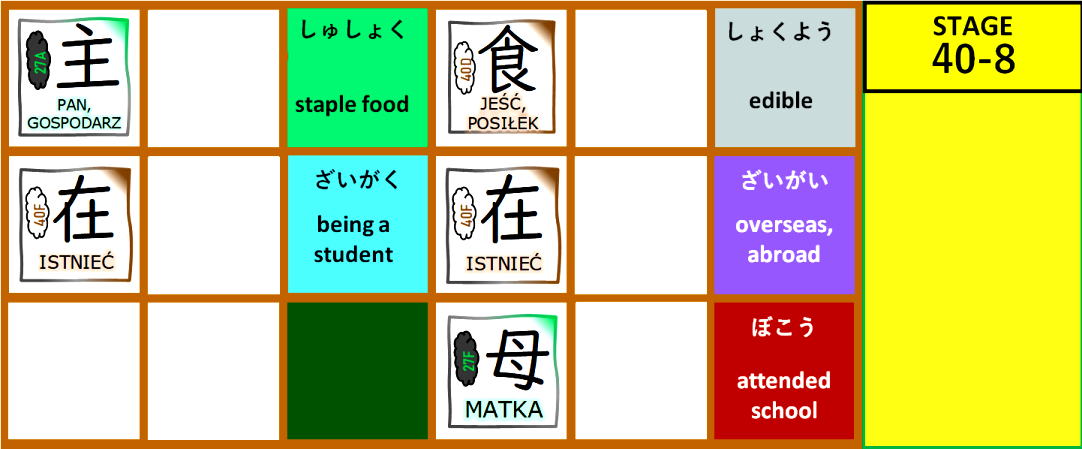 27A
主
PAN,
GOSPODARZ
しゅしょく
staple food
40D
食
JEŚĆ,
POSIŁEK
しょくよう
edible
STAGE
40-8
40F
在
ISTNIEĆ
ざいがく
being a
student
40F
在
ISTNIEĆ
ざいがい
overseas,
abroad
27F
母
MATKA
ぼこう
attended
school